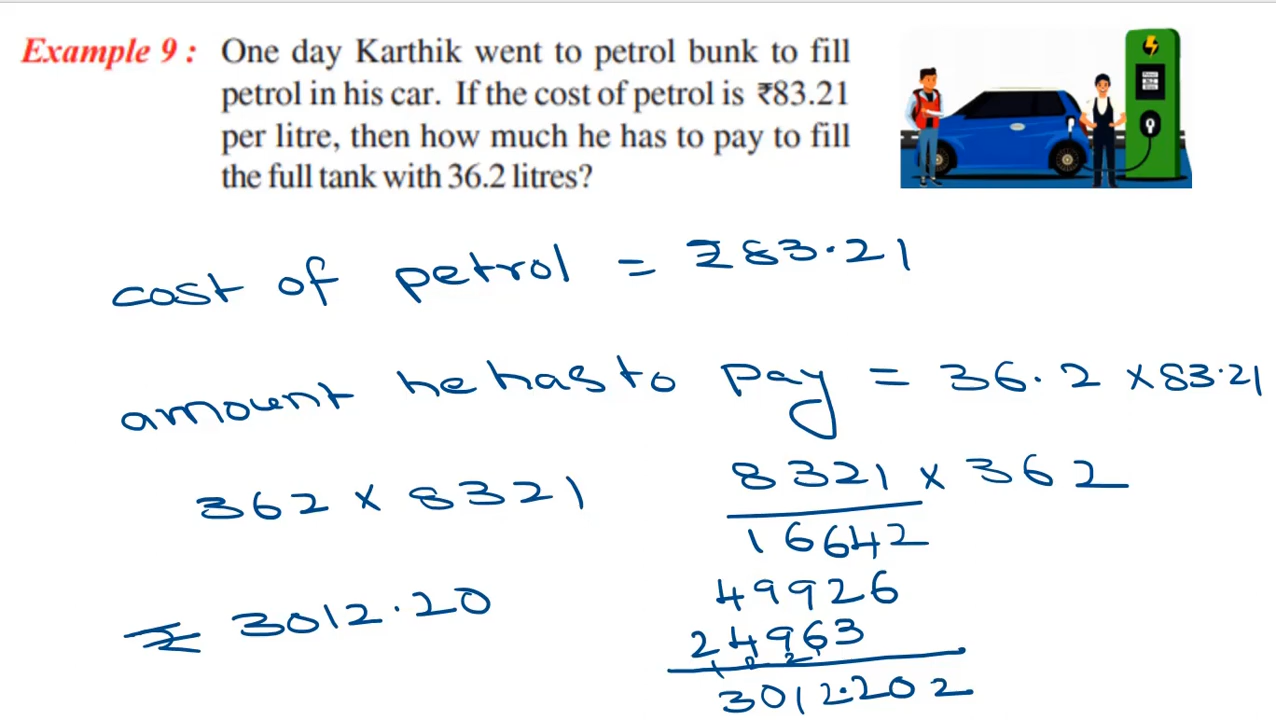 Example 9 : One day Karthik went to petrol bunk to fill
petrol in his car. If the cost of petrol is ₹83.21
per litre, then how much he has to pay to fill
the full tank with 36.2 litres?
cost of petrol = ₹83.21
amount he has to pay = 36.2 × 83.21
362 × 8321
₹ 3012.20
8321 × 362
16642
49926
24963
3012.202